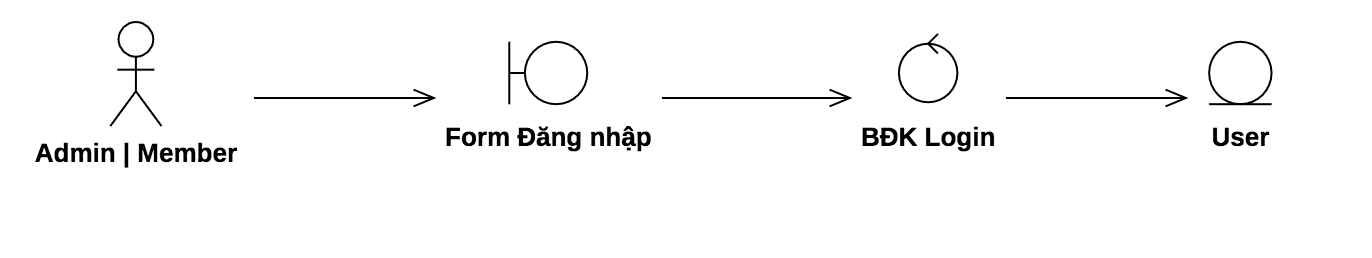 Admin | Member
Form Đăng nhập
BĐK Login
User